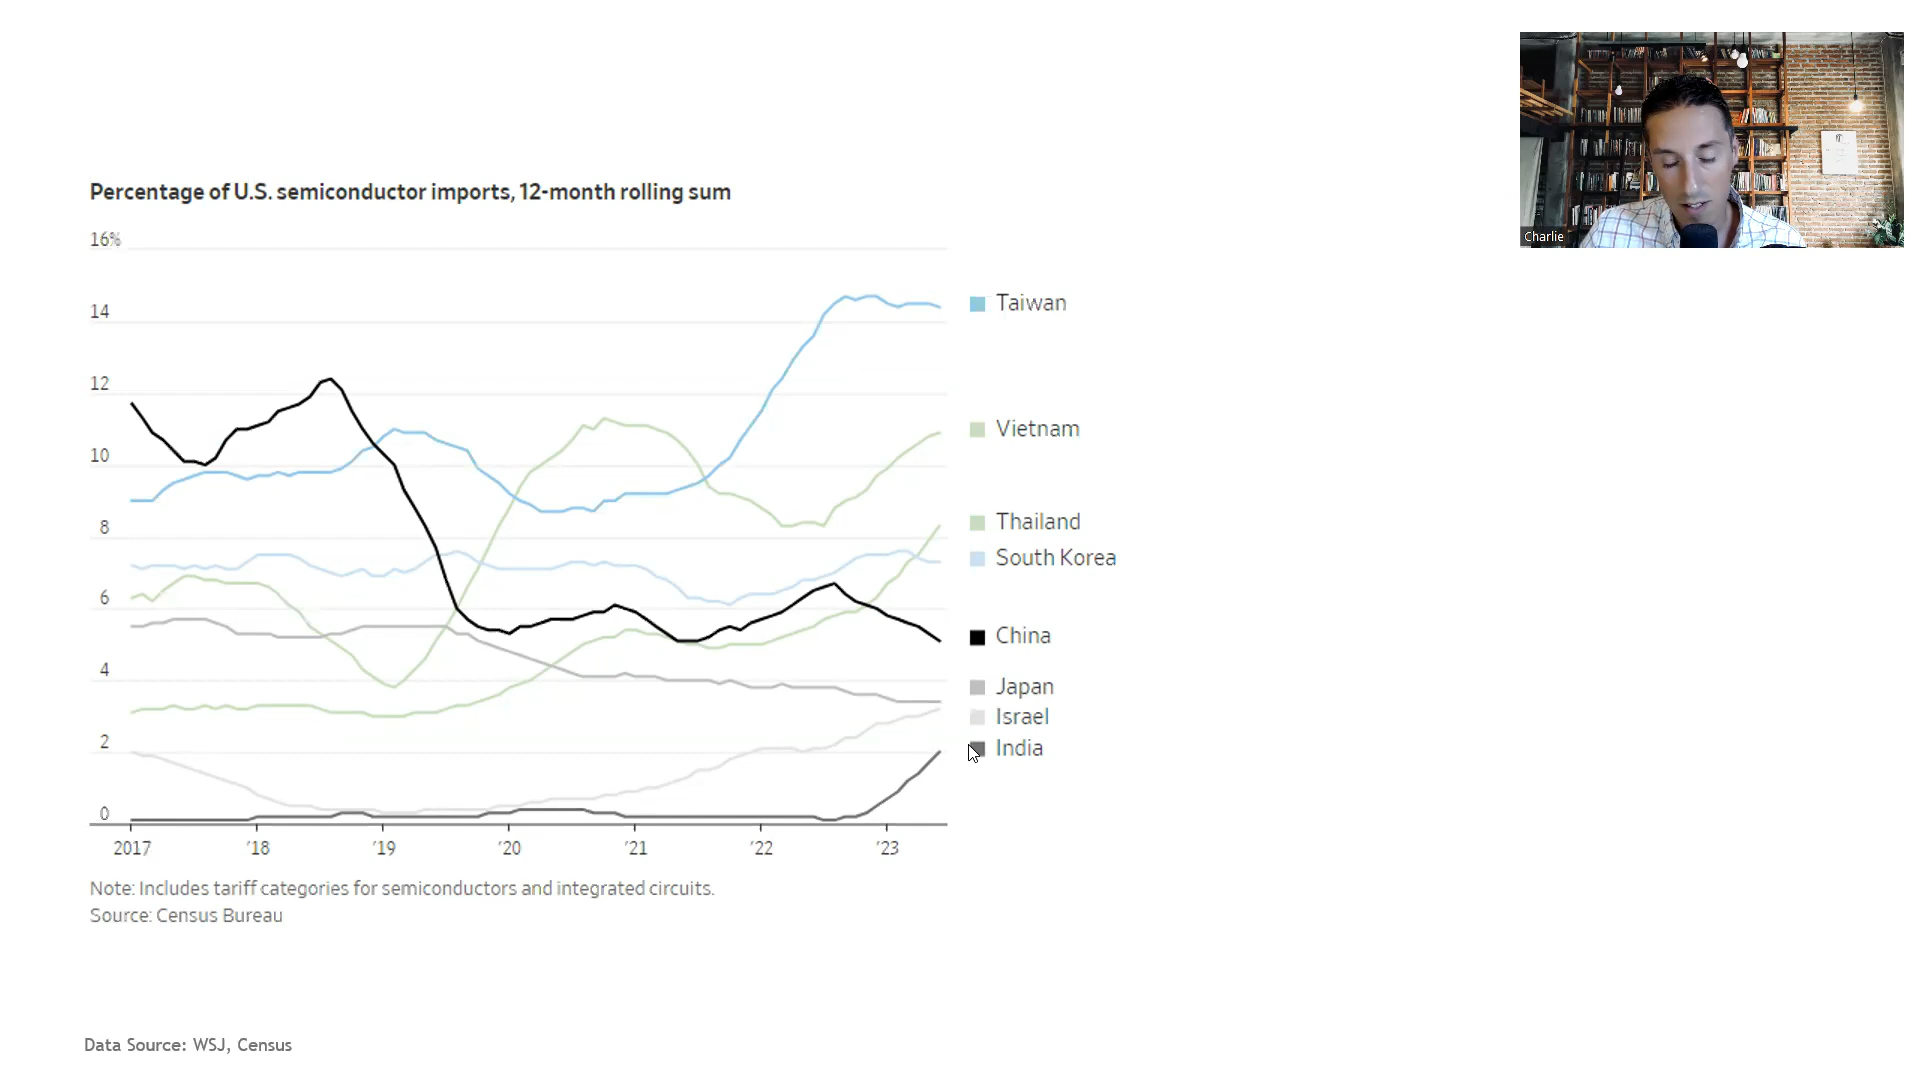 Charlie
Percentage of U.S. semiconductor imports, 12-month rolling sum
16%
14
12
10
8
6
4
2
0
2017 '18 '19 '20 '21 '22 '23
Taiwan
Vietnam
Thailand
South Korea
China
Japan
Israel
India
Note: Includes tariff categories for semiconductors and integrated circuits.
Source: Census Bureau
Data Source: WSJ, Census